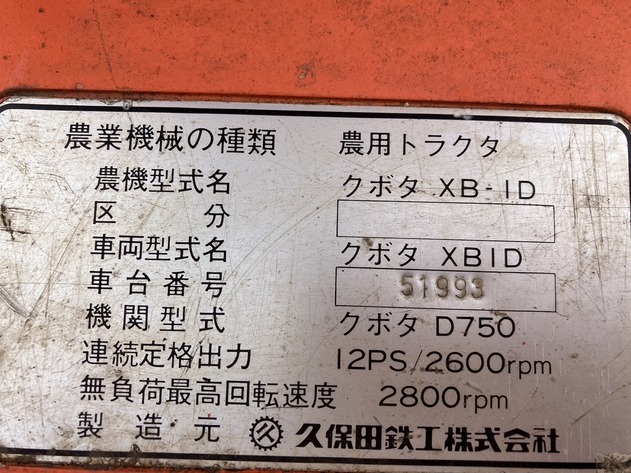 農業機械の種類 農用トラクタ
農機型式名 クボタ XB-1D
区 分
車両型式名 クボタ XB1D
車台番号 51993
機関型式 クボタ D750
連続定格出力 12PS/2600rpm
無負荷最高回転速度 2800rpm
製造元 久保田鉄工株式会社